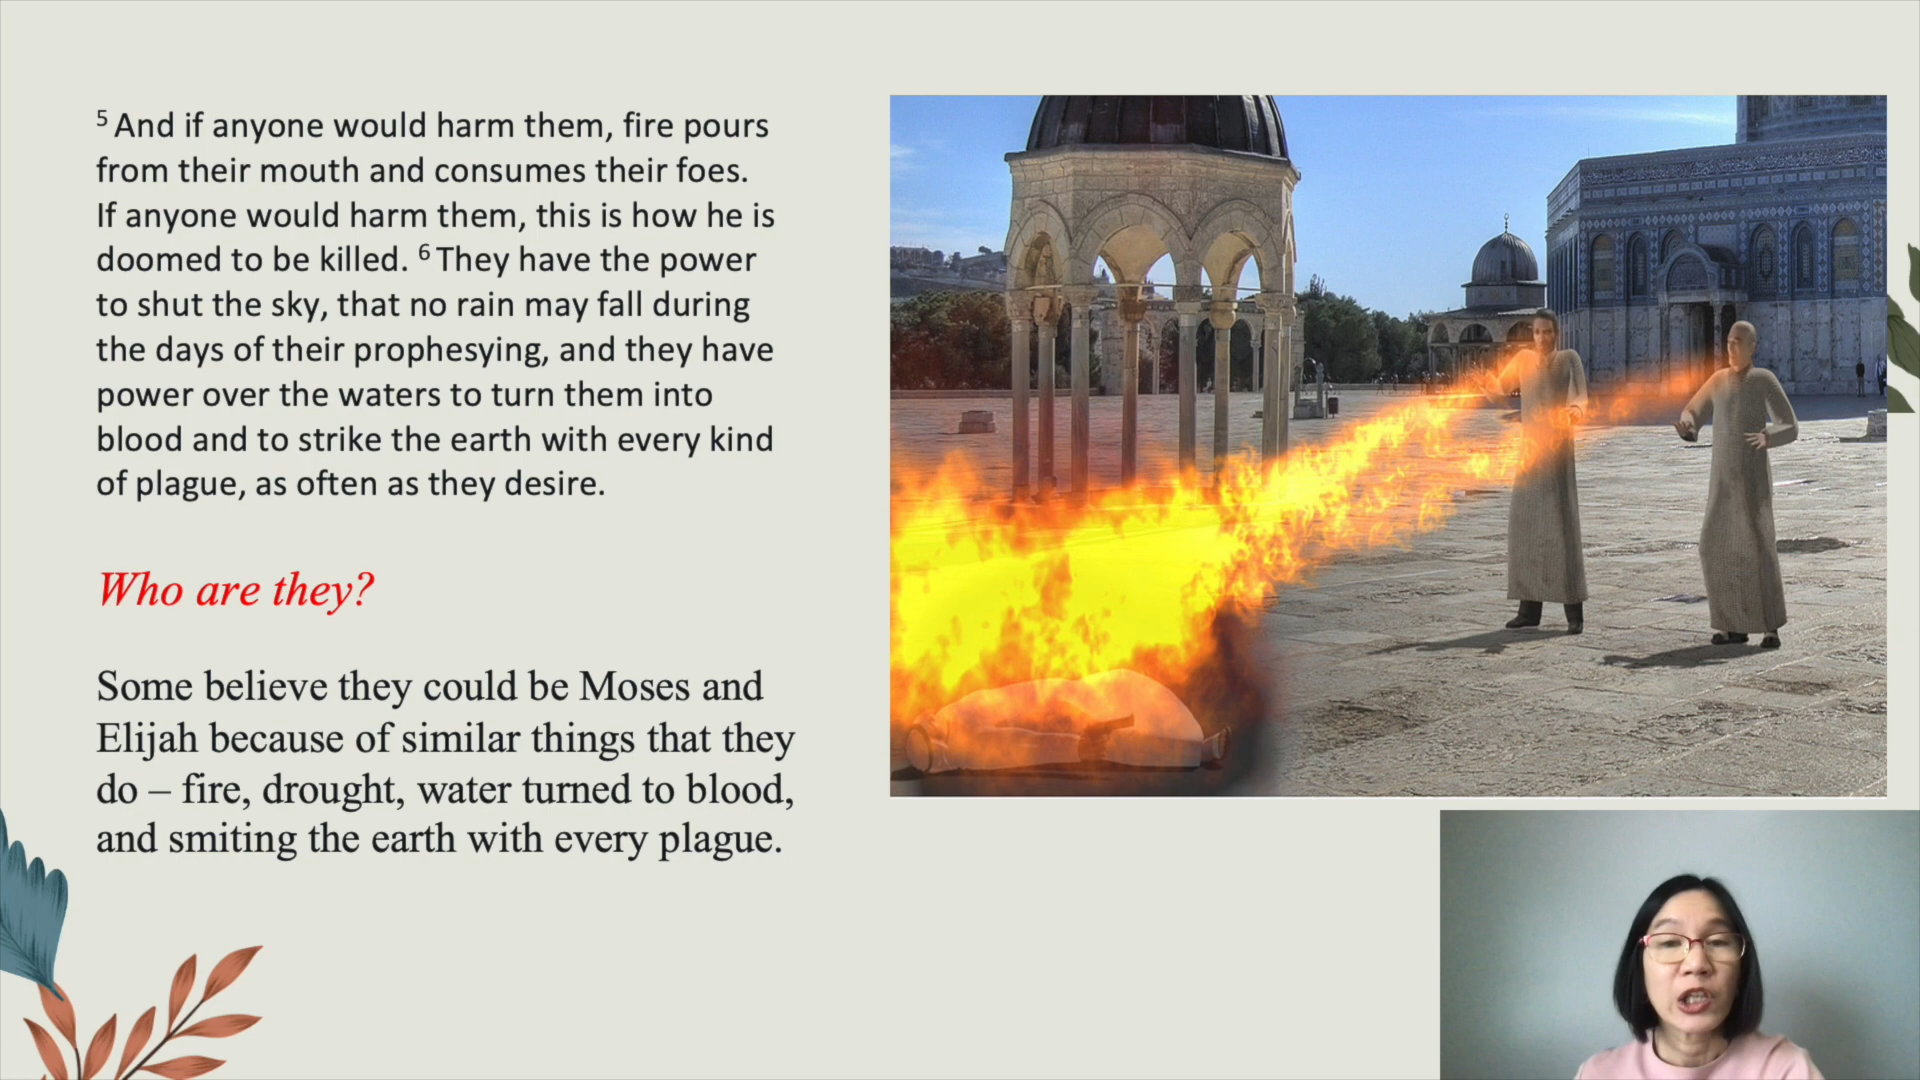 5 And if anyone would harm them, fire pours
from their mouth and consumes their foes.
If anyone would harm them, this is how he is
doomed to be killed. 6 They have the power
to shut the sky, that no rain may fall during
the days of their prophesying, and they have
power over the waters to turn them into
blood and to strike the earth with every kind
of plague, as often as they desire.
Who are they?
Some believe they could be Moses and
Elijah because of similar things that they
do – fire, drought, water turned to blood,
and smiting the earth with every plague.